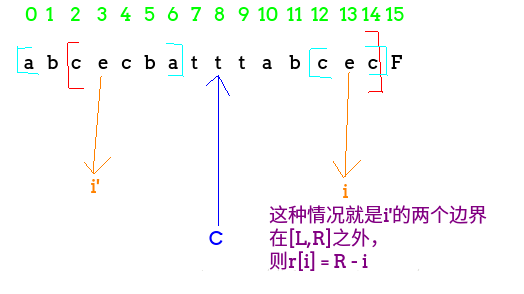 0 1 2 3 4 5 6 7 8 9 10 11 12 13 14 15
a b c e c b a t t t a b c e c F
i'
i
C
这种情况就是i'的两个边界
在[L,R]之外，
则r[i] = R - i